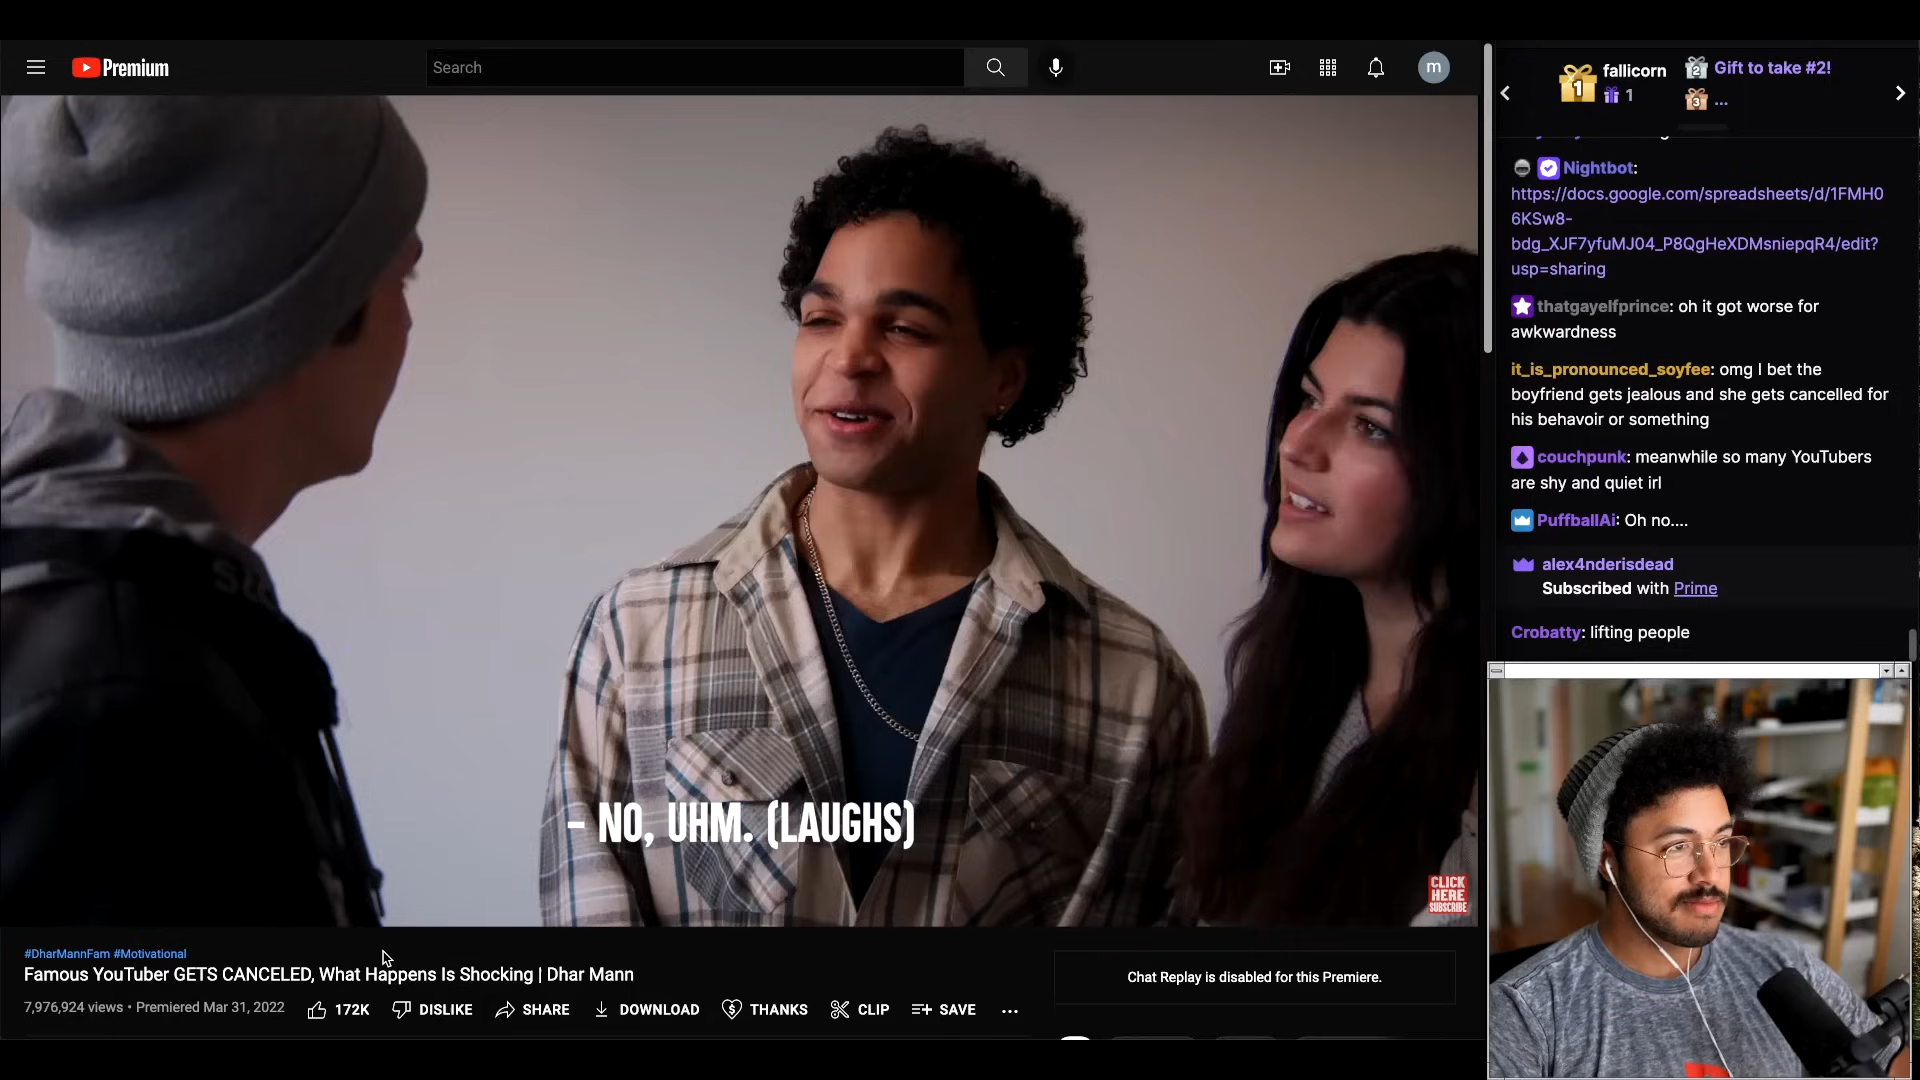 Premium
Search
m
1
fallicorn
1
2
Gift to take #2!
3
...
Nightbot:
https://docs.google.com/spreadsheets/d/1FMH0
6KSw8-
bdg_XJF7yfuMJ04_P8QgHeXDMsniepqR4/edit?
usp=sharing
thatgayelfprince: oh it got worse for
awkwardness
it_is_pronounced_soyfee: omg I bet the
boyfriend gets jealous and she gets cancelled for
his behavoir or something
couchpunk: meanwhile so many YouTubers
are shy and quiet irl
PuffballAi: Oh no....
alex4nderisdead
Subscribed with Prime
Crobatty: lifting people
- NO, UHM. (LAUGHS)
CLICK
HERE
SUBSCRIBE
#DharMannFam #Motivational
Famous YouTuber GETS CANCELED, What Happens Is Shocking | Dhar Mann
7,976,924 views • Premiered Mar 31, 2022
172K
DISLIKE
SHARE
DOWNLOAD
THANKS
CLIP
SAVE
...
Chat Replay is disabled for this Premiere.